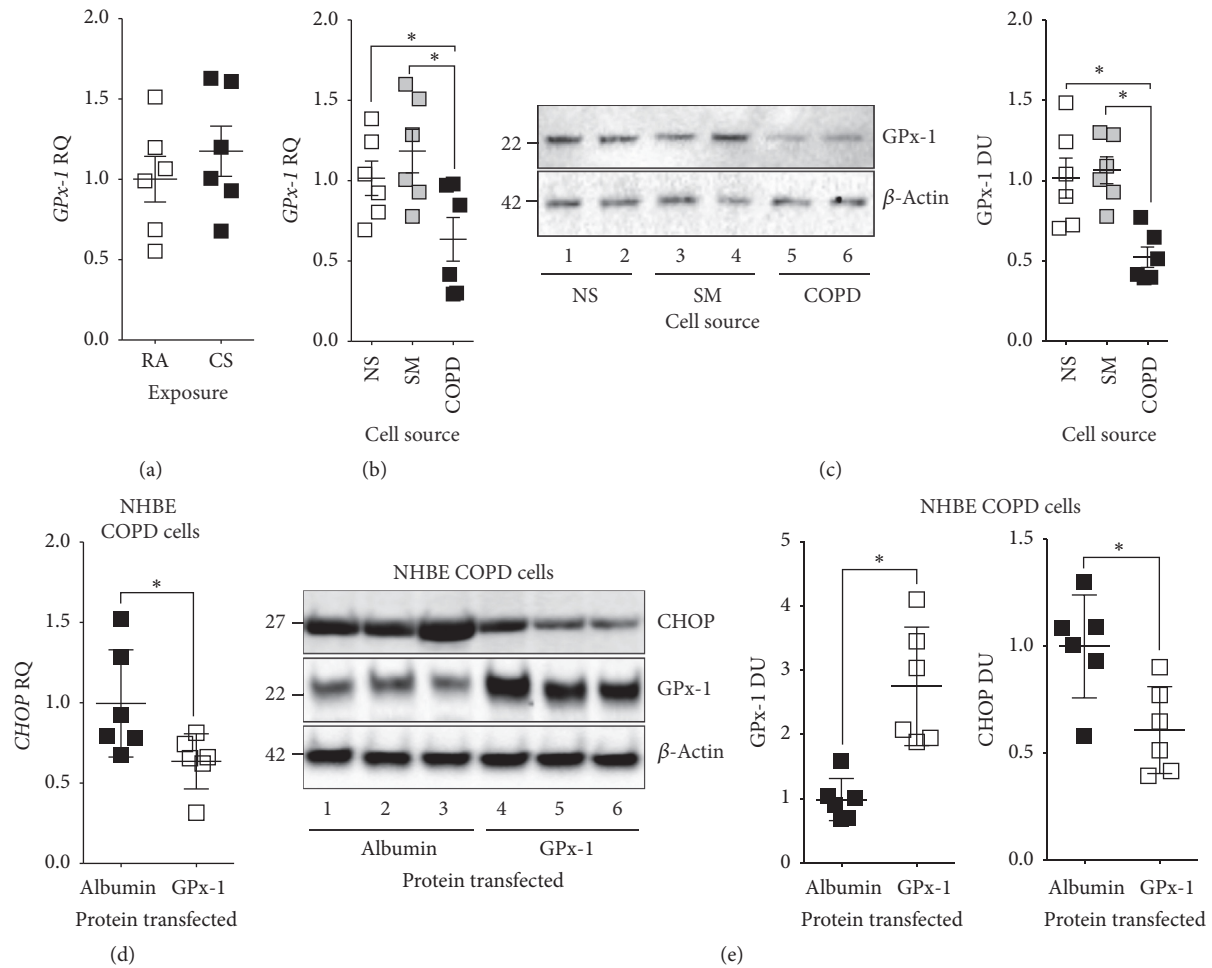 2.0
1.5
1.0
0.5
0.0
GPx-1 RQ
RA
CS
Exposure
(a)
2.0
1.5
1.0
0.5
0.0
GPx-1 RQ
*
*
NS
SM
COPD
Cell source
(b)
22
GPx-1
42
β-Actin
1 2 3 4 5 6
NS SM COPD
Cell source
2.0
1.5
1.0
0.5
0.0
GPx-1 DU
*
*
NS
SM
COPD
Cell source
(c)
NHBE
COPD cells
2.0
1.5
1.0
0.5
0.0
CHOP RQ
*
Albumin GPx-1
Protein transfected
(d)
NHBE COPD cells
27
CHOP
22
GPx-1
42
β-Actin
1 2 3 4 5 6
Albumin GPx-1
Protein transfected
NHBE COPD cells
5
4
3
2
1
0
GPx-1 DU
*
Albumin GPx-1
Protein transfected
1.5
1.0
0.5
0.0
CHOP DU
*
Albumin GPx-1
Protein transfected
(e)